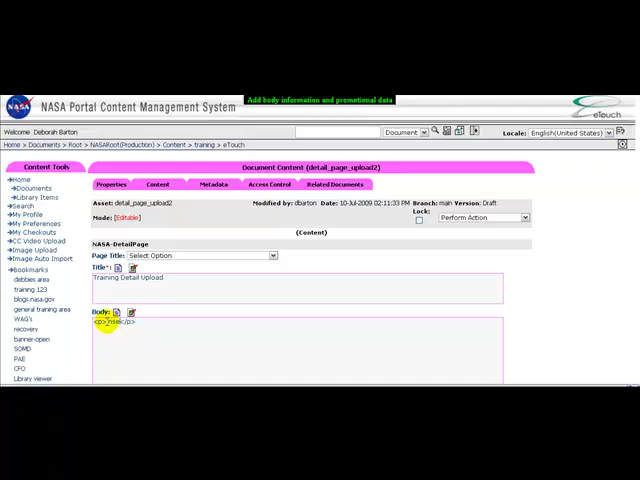 Add body information and promotional data
NASA NASA Portal Content Management System
eTouch
Welcome Deborah Barton
Document
Locale: English(United States)
Home > Documents > Root > NASARoot(Production) > Content > training > eTouch
Content Tools
Document Content (detail_page_upload2)
Home
Documents
Library Items
Search
My Profile
My Preferences
My Checkouts
CC Video Upload
Image Upload
Image Auto Import
Bookmarks
debbies area
training 123
blogs.nasa.gov
general training area
WAG's
recovery
banner-open
SOMD
PAE
CFO
Library viewer
Properties Content Metadata Access Control Related Documents
Asset: detail_page_upload2 Modified by: dbarton Date: 10-Jul-2009 02:11:33 PM Branch: main Version: Draft
Mode: [Editable] Lock: Perform Action
(Content)
NASA-DetailPage
Page Title: Select Option
Title*:
Training Detail Upload
Body:
</p>